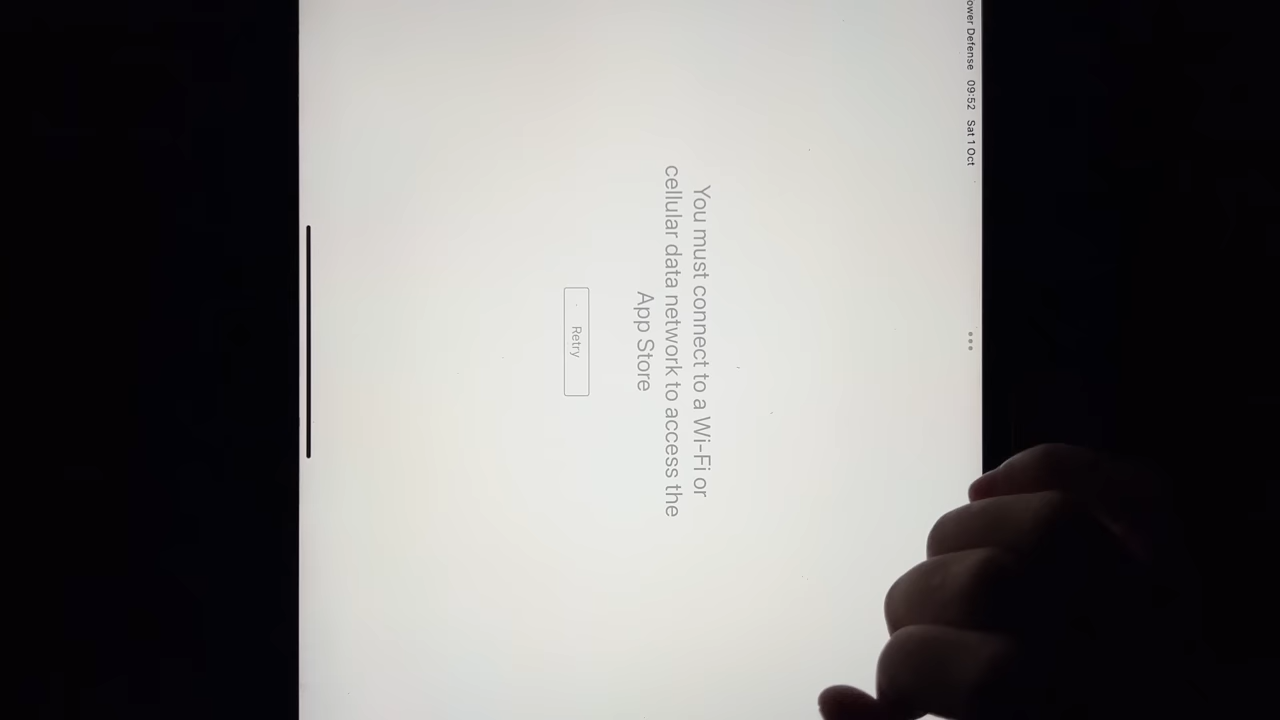 ower Defense 09:52 Sat 1 Oct
You must connect to a Wi-Fi or
cellular data network to access the
App Store
Retry